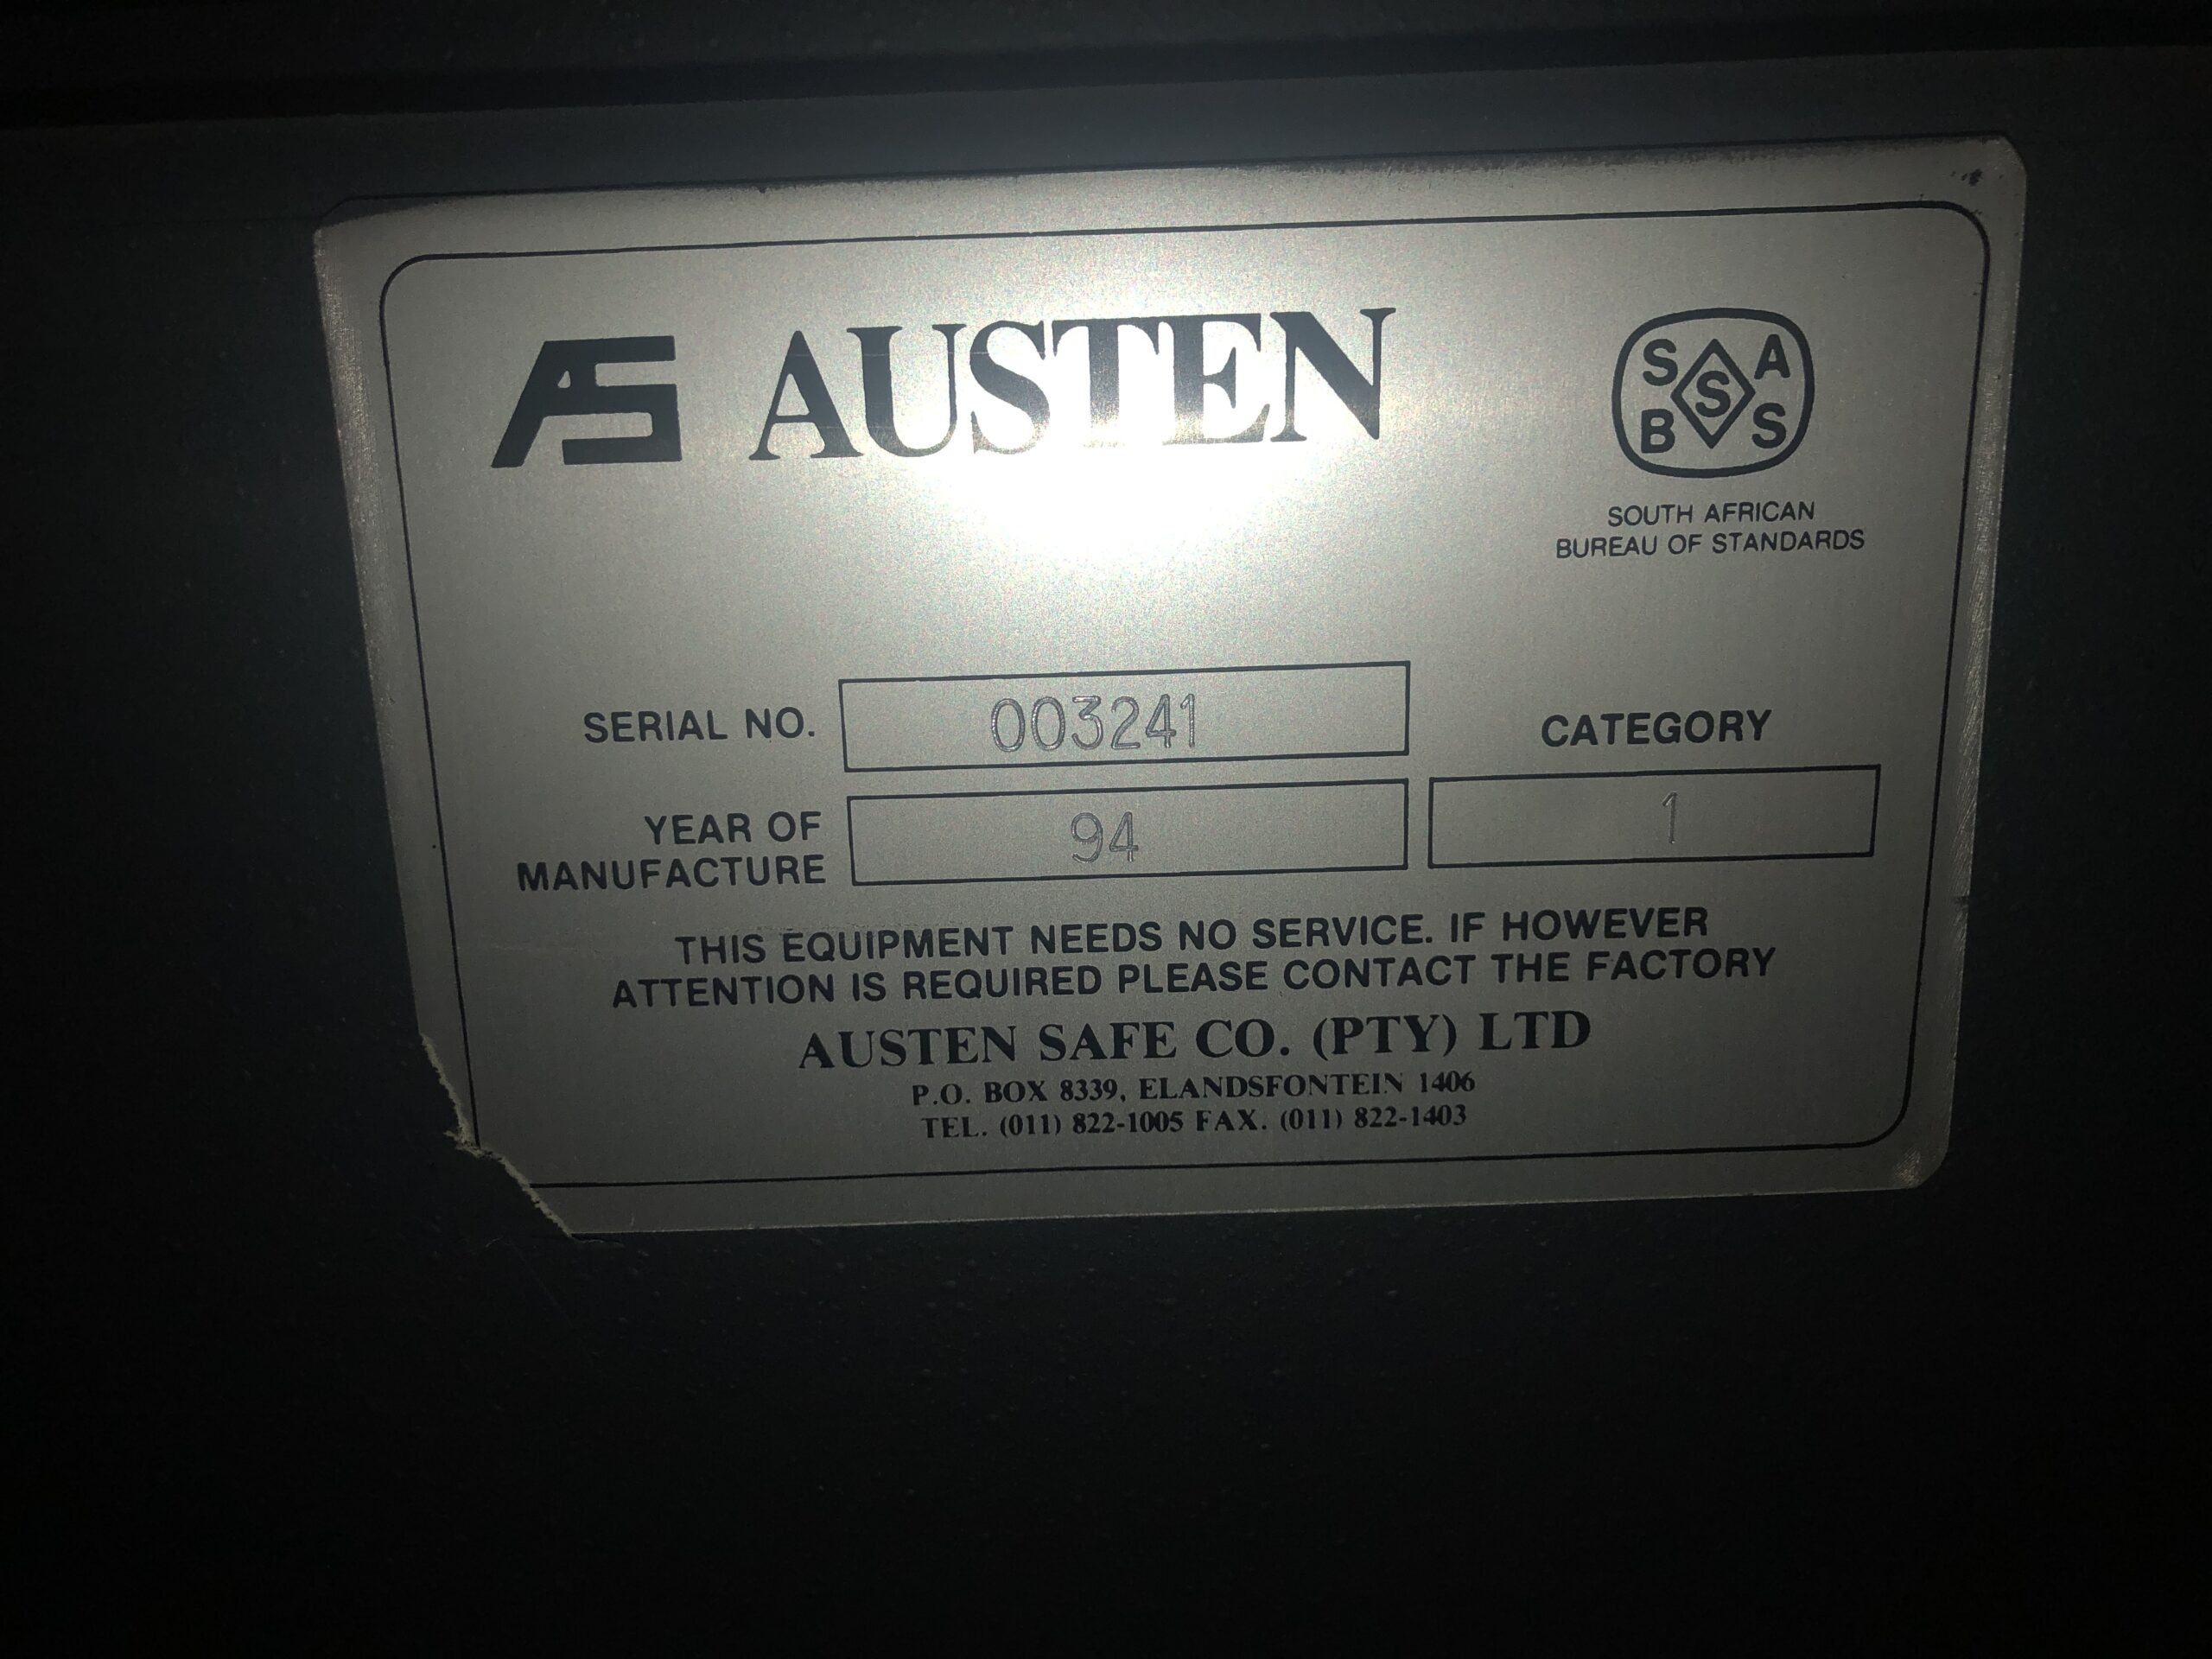 AS AUSTEN
S A
S
B S
SOUTH AFRICAN
BUREAU OF STANDARDS
SERIAL NO. 003241
CATEGORY
YEAR OF
MANUFACTURE 94
1
THIS EQUIPMENT NEEDS NO SERVICE. IF HOWEVER
ATTENTION IS REQUIRED PLEASE CONTACT THE FACTORY
AUSTEN SAFE CO. (PTY) LTD
P.O. BOX 8339, ELANDSFONTEIN 1406
TEL. (011) 822-1005 FAX. (011) 822-1403